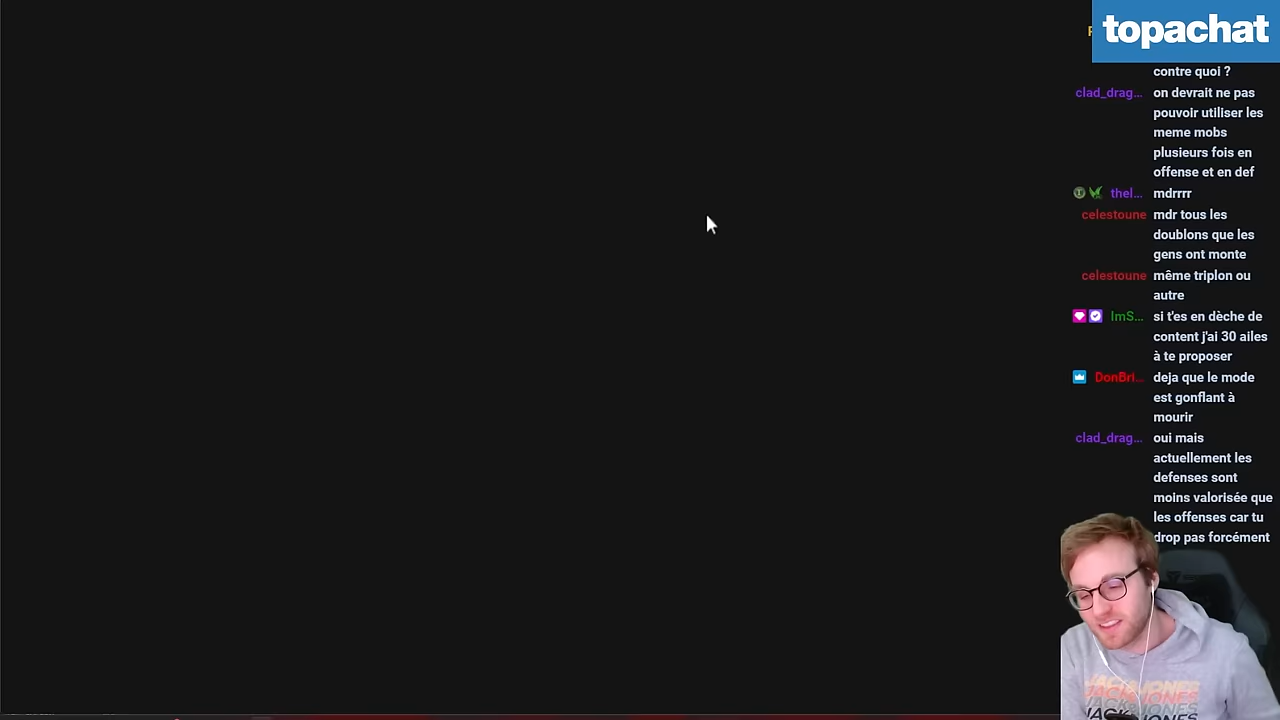 topachat
contre quoi ?
clad_drag... on devrait ne pas
pouvoir utiliser les
meme mobs
plusieurs fois en
offense et en def
thel... mdrrrr
celestoune mdr tous les
doublons que les
gens ont monte
celestoune même triplon ou
autre
ImS... si t'es en dèche de
content j'ai 30 ailes
à te proposer
DonBri... deja que le mode
est gonflant à
mourir
clad_drag... oui mais
actuellement les
defenses sont
moins valorisée que
les offenses car tu
drop pas forcément
JACK JONES